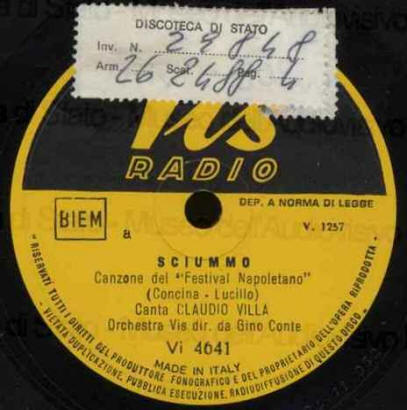 DISCOTECA DI STATO
Inv. N. 24848
Arm. 26 Scat. 2488 Pag. 4
Vis
RADIO
DEP. A NORMA DI LEGGE
BIEM
V. 1257
a
SCIUMMO
Canzone del "Festival Napoletano"
(Concina - Lucillo)
Canta CLAUDIO VILLA
Orchestra Vis dir. da Gino Conte
Vi 4641
MADE IN ITALY
RISERVATI TUTTI I DIRITTI DEL PRODUTTORE FONOGRAFICO E DEL PROPRIETARIO DELL'OPERA RIPRODOTTA.
VIETATA DUPLICAZIONE, PUBBLICA ESECUZIONE, RADIODIFFUSIONE DI QUESTO DISCO